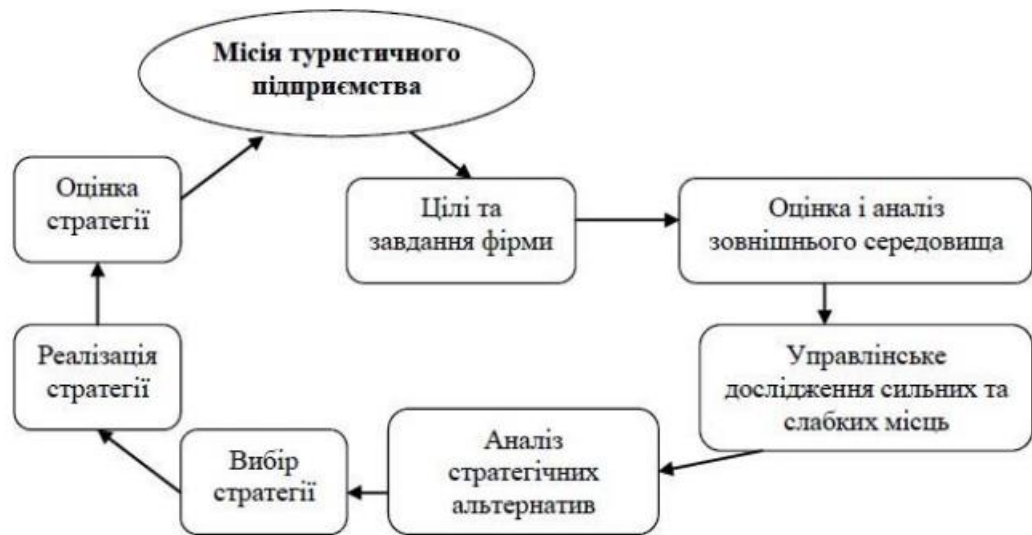 Місія туристичного
підприємства
Оцінка
стратегії
Цілі та
завдання фірми
Оцінка і аналіз
зовнішнього середовища
Реалізація
стратегії
Управлінське
дослідження сильних та
слабких місць
Вибір
стратегії
Аналіз
стратегічних
альтернатив